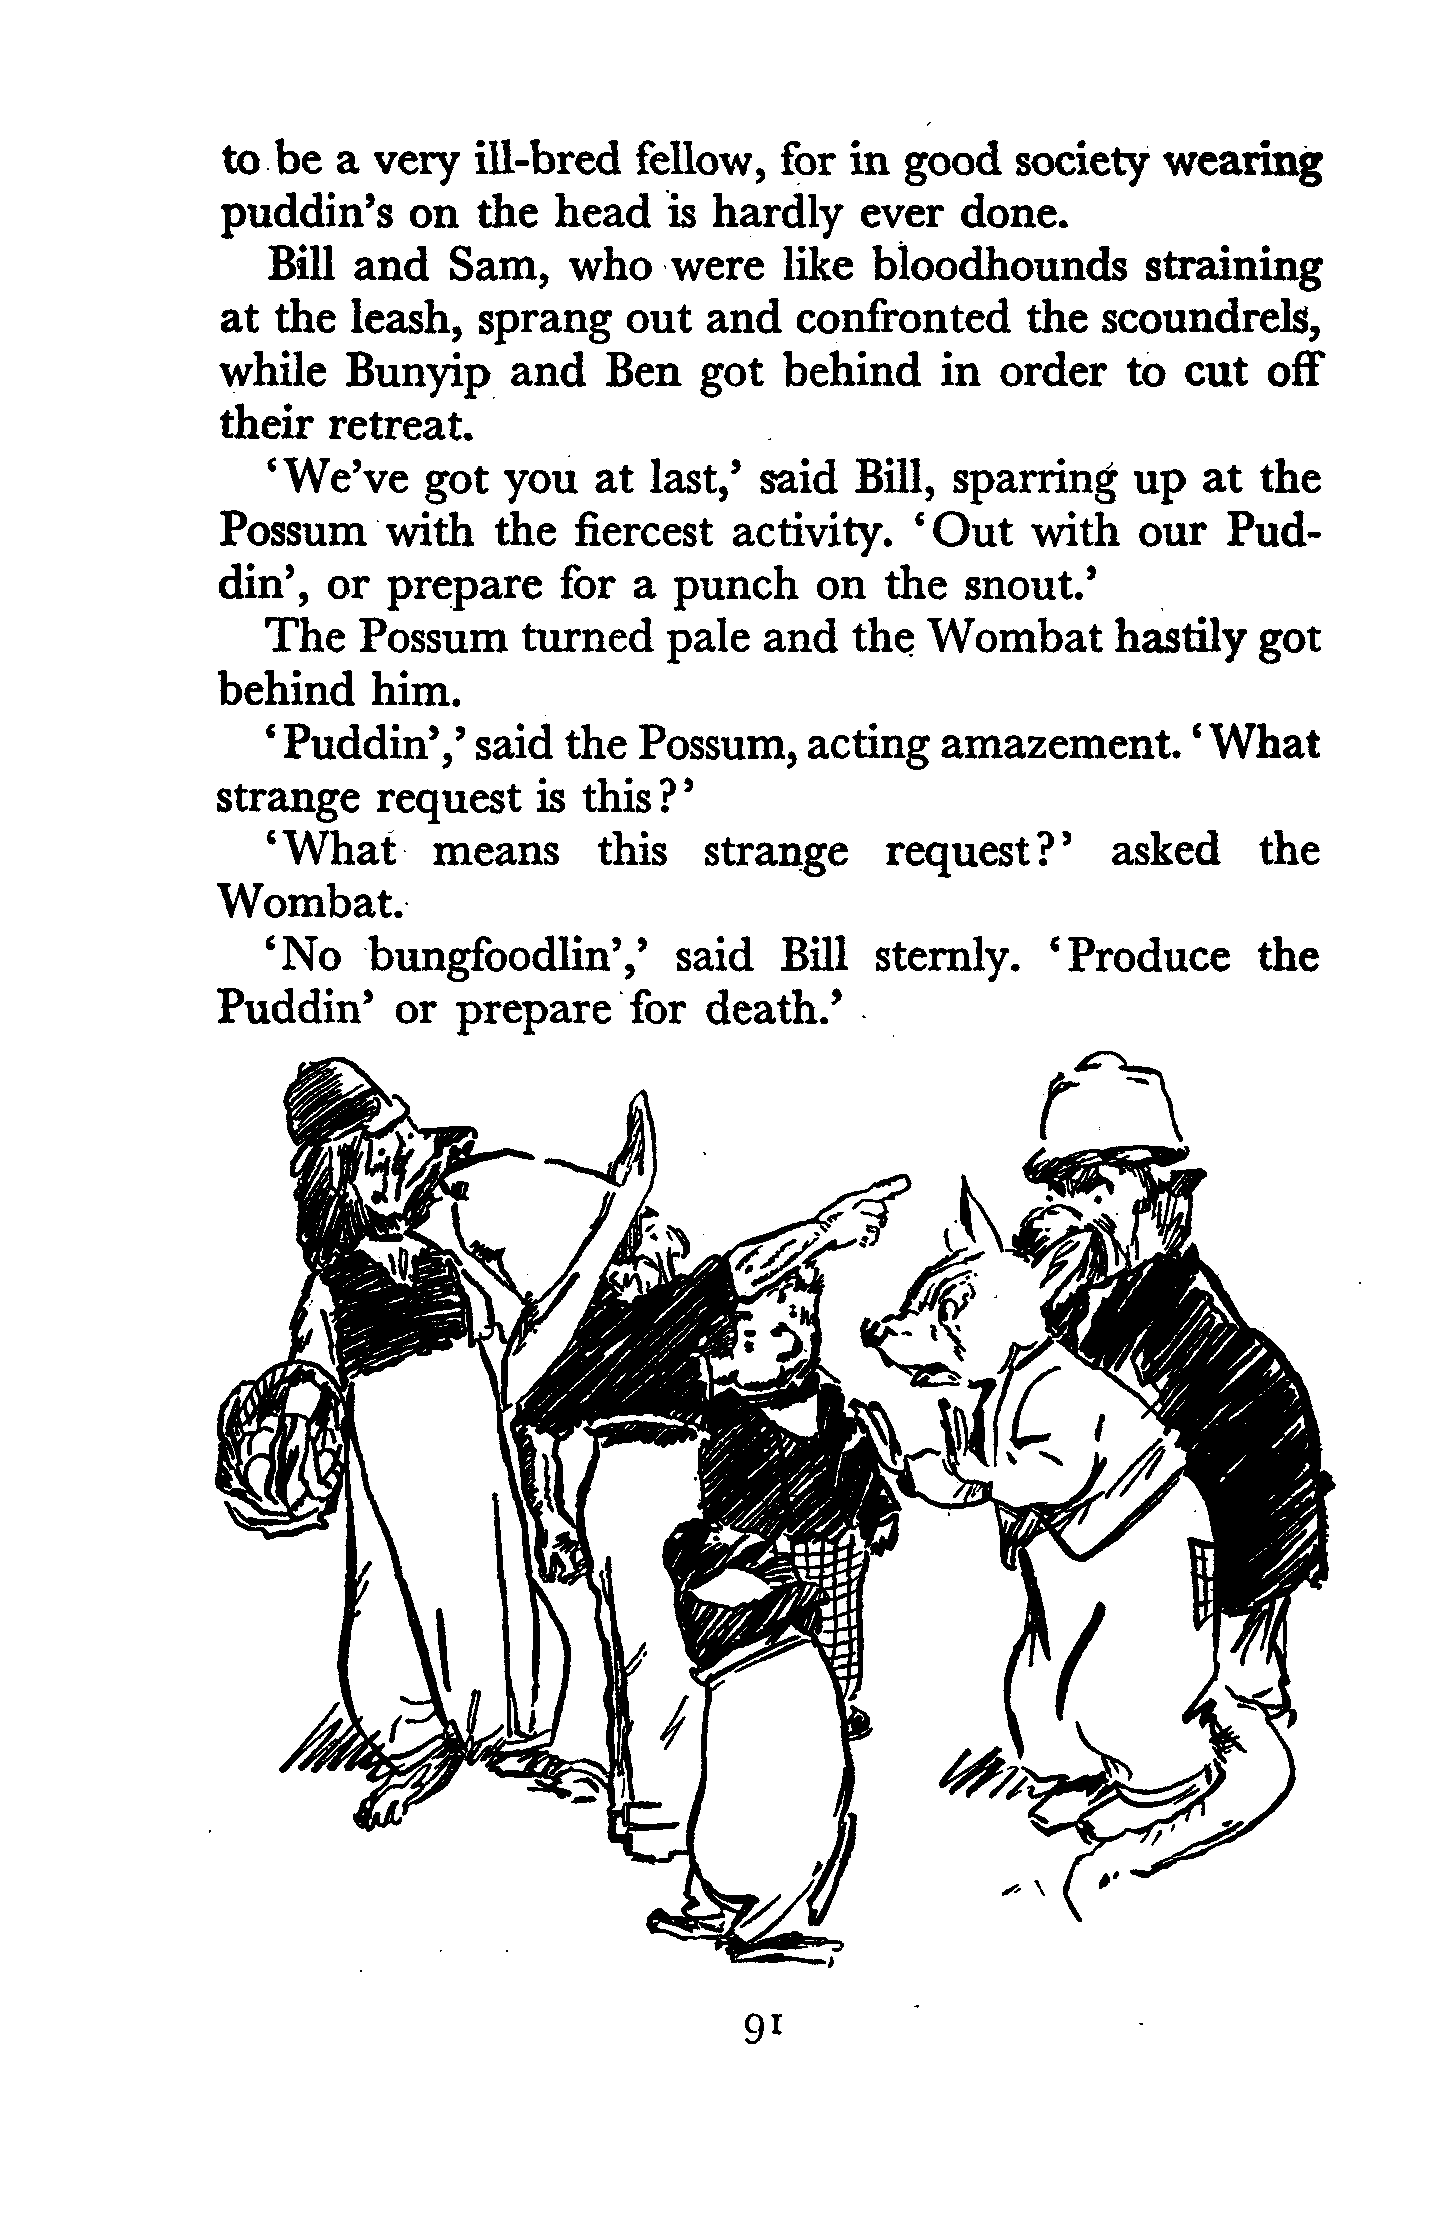 to be a very ill-bred fellow, for in good society wearing
puddin's on the head is hardly ever done.
Bill and Sam, who were like bloodhounds straining
at the leash, sprang out and confronted the scoundrels,
while Bunyip and Ben got behind in order to cut off
their retreat.
‘We've got you at last,’ said Bill, sparring up at the
Possum with the fiercest activity. ‘Out with our Pud-
din’, or prepare for a punch on the snout.’
The Possum turned pale and the Wombat hastily got
behind him.
‘Puddin’,’ said the Possum, acting amazement. ‘What
strange request is this?’
‘What means this strange request?’ asked the
Wombat.
‘No bungfoodlin’,’ said Bill sternly. ‘Produce the
Puddin’ or prepare for death.’
91